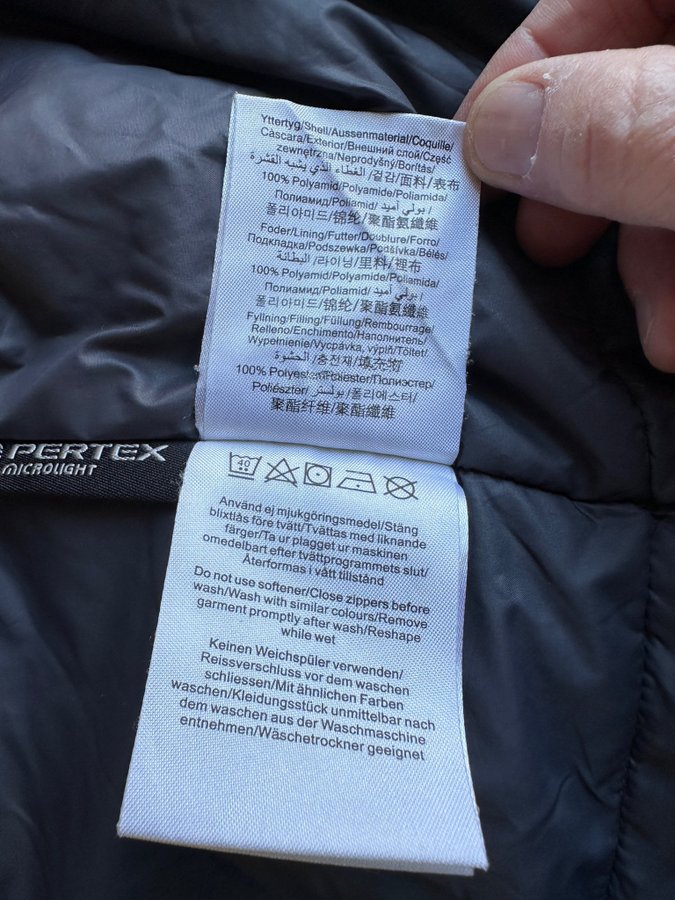 Yttertyg/Shell/Aussenmaterial/Coquille/
Càscara/Exterior/Внешний слой/Część
zewnętrzna/Neprodyšný/Borítás/
الغطاء الذي يشبه القشرة/겉감/面料/表布
100% Polyamid/Polyamide/Poliamida/
Полиамид/Poliamid/بولي أميد/
폴리아미드/锦纶/聚酯氨纖維
Foder/Lining/Futter/Doublure/Forro/
Подкладка/Podszewka/Podšívka/Bélés/
البطانة/라이닝/里料/裡布
100% Polyamid/Polyamide/Poliamida/
Полиамид/Poliamid/بولي أميد/
폴리아미드/锦纶/聚酯氨纖維
Fyllning/Filling/Füllung/Rembourrage/
Relleno/Enchimento/Наполнитель/
Wypełnienie/Vycpávka, výplň/Töltet/
الحشوة/충전재/填充物
100% Polyester/Poliester/Полиэстер/
Poliészter/بوليستر/폴리에스터/
聚酯纤维/聚酯纖維
PERTEX
MICROLIGHT
40
Använd ej mjukgöringsmedel/Stäng
blixtlås före tvätt/Tvättas med liknande
färger/Ta ur plagget ur maskinen
omedelbart efter tvättprogrammets slut/
Återformas i vått tillstånd
Do not use softener/Close zippers before
wash/Wash with similar colours/Remove
garment promptly after wash/Reshape
while wet
Keinen Weichspüler verwenden/
Reissverschluss vor dem waschen
schliessen/Mit ähnlichen Farben
waschen/Kleidungsstück unmittelbar nach
dem waschen aus der Waschmaschine
entnehmen/Wäschetrockner geeignet